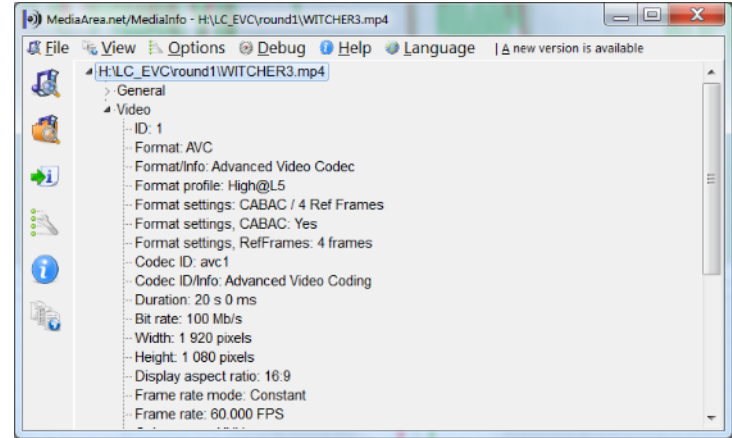 MediaArea.net/MediaInfo - H:\LC_EVC\round1\WITCHER3.mp4
File View Options Debug Help Language | A new version is available
H:\LC_EVC\round1\WITCHER3.mp4
General
Video
ID: 1
Format: AVC
Format/Info: Advanced Video Codec
Format profile: High@L5
Format settings: CABAC / 4 Ref Frames
Format settings, CABAC: Yes
Format settings, RefFrames: 4 frames
Codec ID: avc1
Codec ID/Info: Advanced Video Coding
Duration: 20 s 0 ms
Bit rate: 100 Mb/s
Width: 1 920 pixels
Height: 1 080 pixels
Display aspect ratio: 16:9
Frame rate mode: Constant
Frame rate: 60.000 FPS